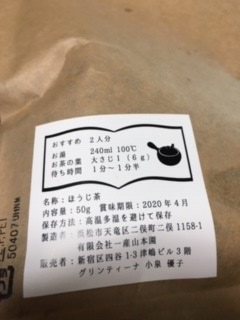 おすすめ 2人分
お湯 240ml 100℃
お茶の葉 大さじ1(6g)
待ち時間 1分~1分半
名称:ほうじ茶
内容:50g 賞味期限:2020年4月
保存方法:高温多湿を避けて保存
製造者:浜松市天竜区二俣町二俣 1158-1
有限会社一産山本園
販売者:新宿区四谷1-3津嶋ビル3階
グリンティーナ 小泉 優子
50407